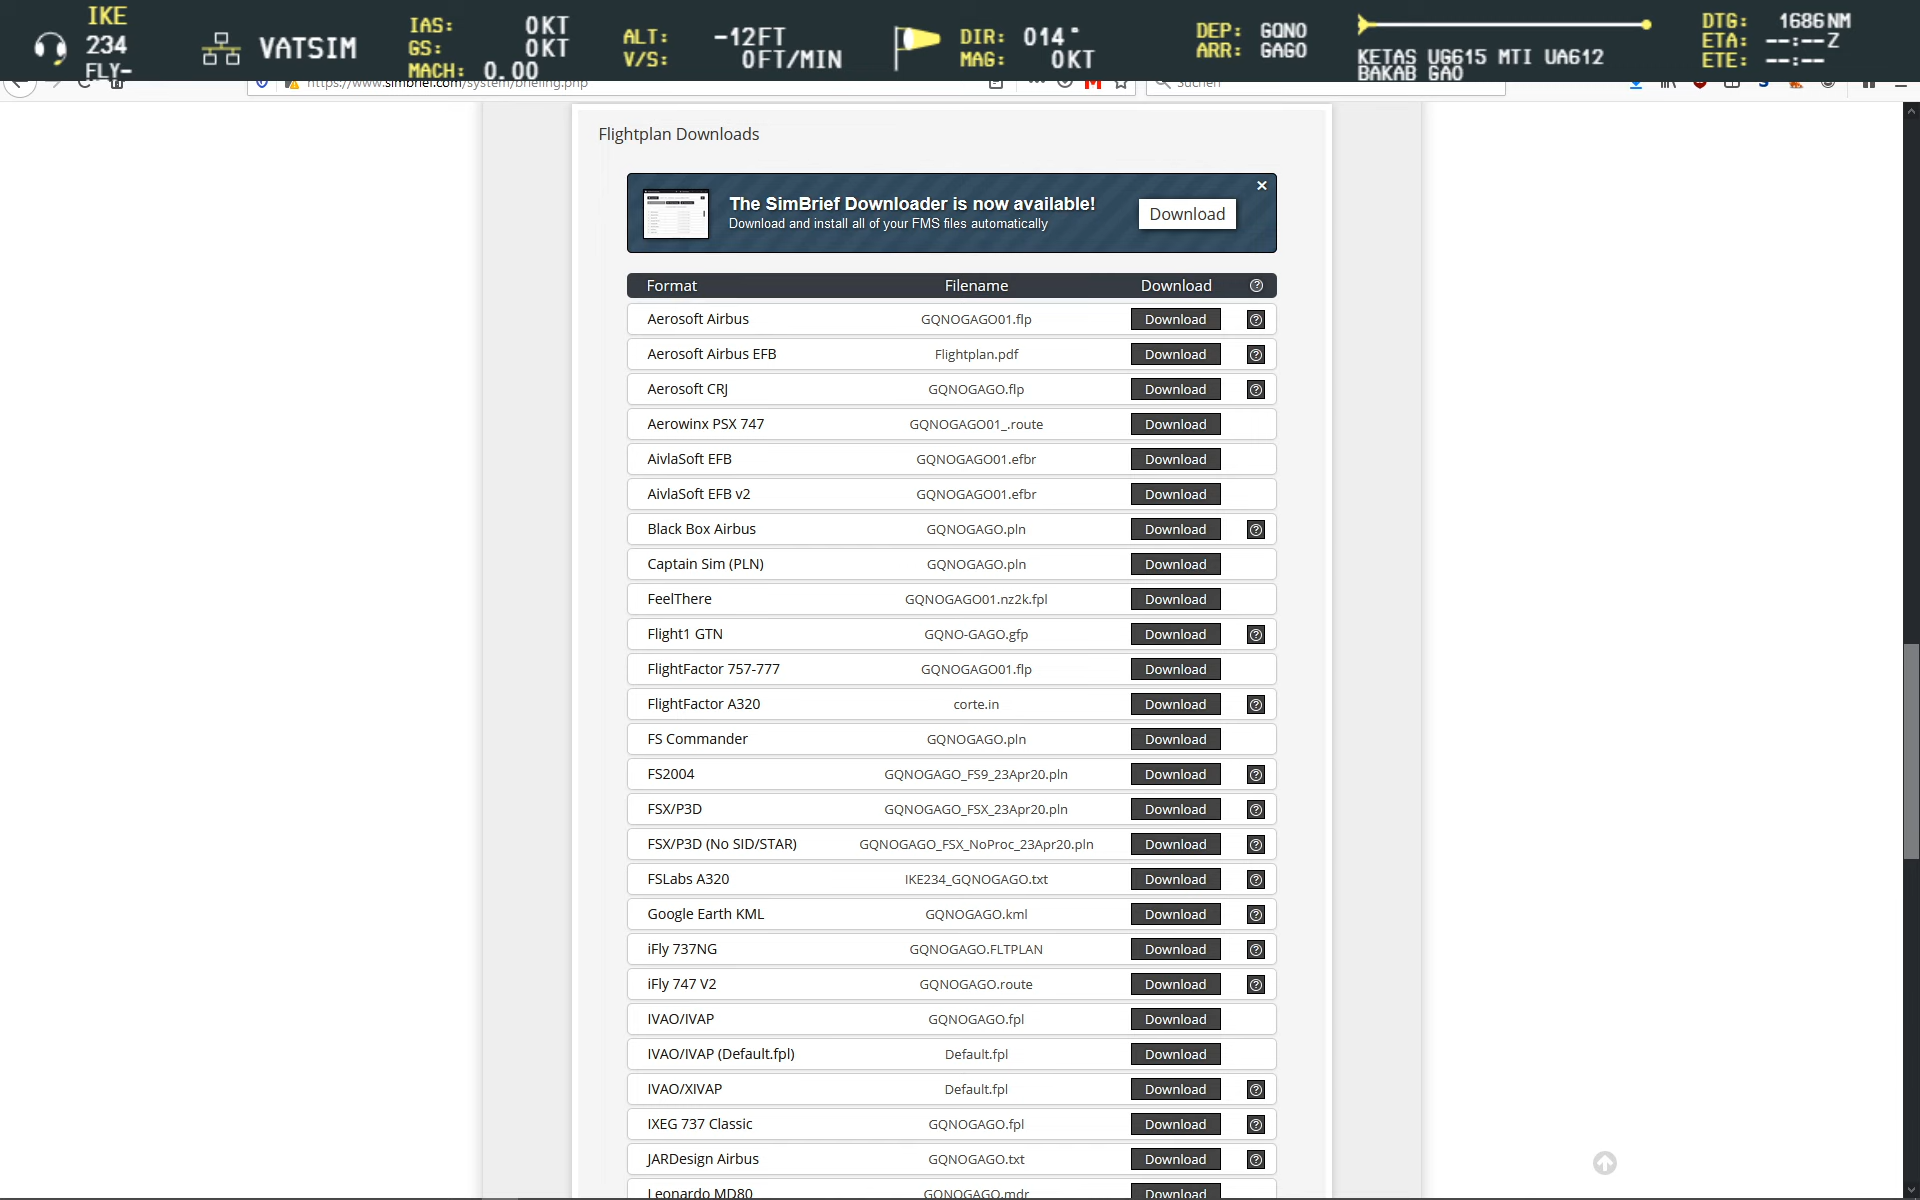 IKE
234
FLY-
VATSIM
IAS: 0KT
GS: 0KT
MACH: 0.00
ALT: -12FT
V/S: 0FT/MIN
DIR: 014°
MAG: 0KT
DEP: GQNO
ARR: GAGO
KETAS UG615 MTI UA612
BAKAB GAO
DTG: 1686NM
ETA: --:--Z
ETE: --:--
https://www.simbrief.com/system/briefing.php
Suchen
Flightplan Downloads
The SimBrief Downloader is now available!
Download and install all of your FMS files automatically
Download
Format Filename Download
Aerosoft Airbus GQNOGAGO01.flp Download
Aerosoft Airbus EFB Flightplan.pdf Download
Aerosoft CRJ GQNOGAGO.flp Download
Aerowinx PSX 747 GQNOGAGO01_.route Download
AivlaSoft EFB GQNOGAGO01.efbr Download
AivlaSoft EFB v2 GQNOGAGO01.efbr Download
Black Box Airbus GQNOGAGO.pln Download
Captain Sim (PLN) GQNOGAGO.pln Download
FeelThere GQNOGAGO01.nz2k.fpl Download
Flight1 GTN GQNO-GAGO.gfp Download
FlightFactor 757-777 GQNOGAGO01.flp Download
FlightFactor A320 corte.in Download
FS Commander GQNOGAGO.pln Download
FS2004 GQNOGAGO_FS9_23Apr20.pln Download
FSX/P3D GQNOGAGO_FSX_23Apr20.pln Download
FSX/P3D (No SID/STAR) GQNOGAGO_FSX_NoProc_23Apr20.pln Download
FSLabs A320 IKE234_GQNOGAGO.txt Download
Google Earth KML GQNOGAGO.kml Download
iFly 737NG GQNOGAGO.FLTPLAN Download
iFly 747 V2 GQNOGAGO.route Download
IVAO/IVAP GQNOGAGO.fpl Download
IVAO/IVAP (Default.fpl) Default.fpl Download
IVAO/XIVAP Default.fpl Download
IXEG 737 Classic GQNOGAGO.fpl Download
JARDesign Airbus GQNOGAGO.txt Download
Leonardo MD80 GQNOGAGO.mdr Download